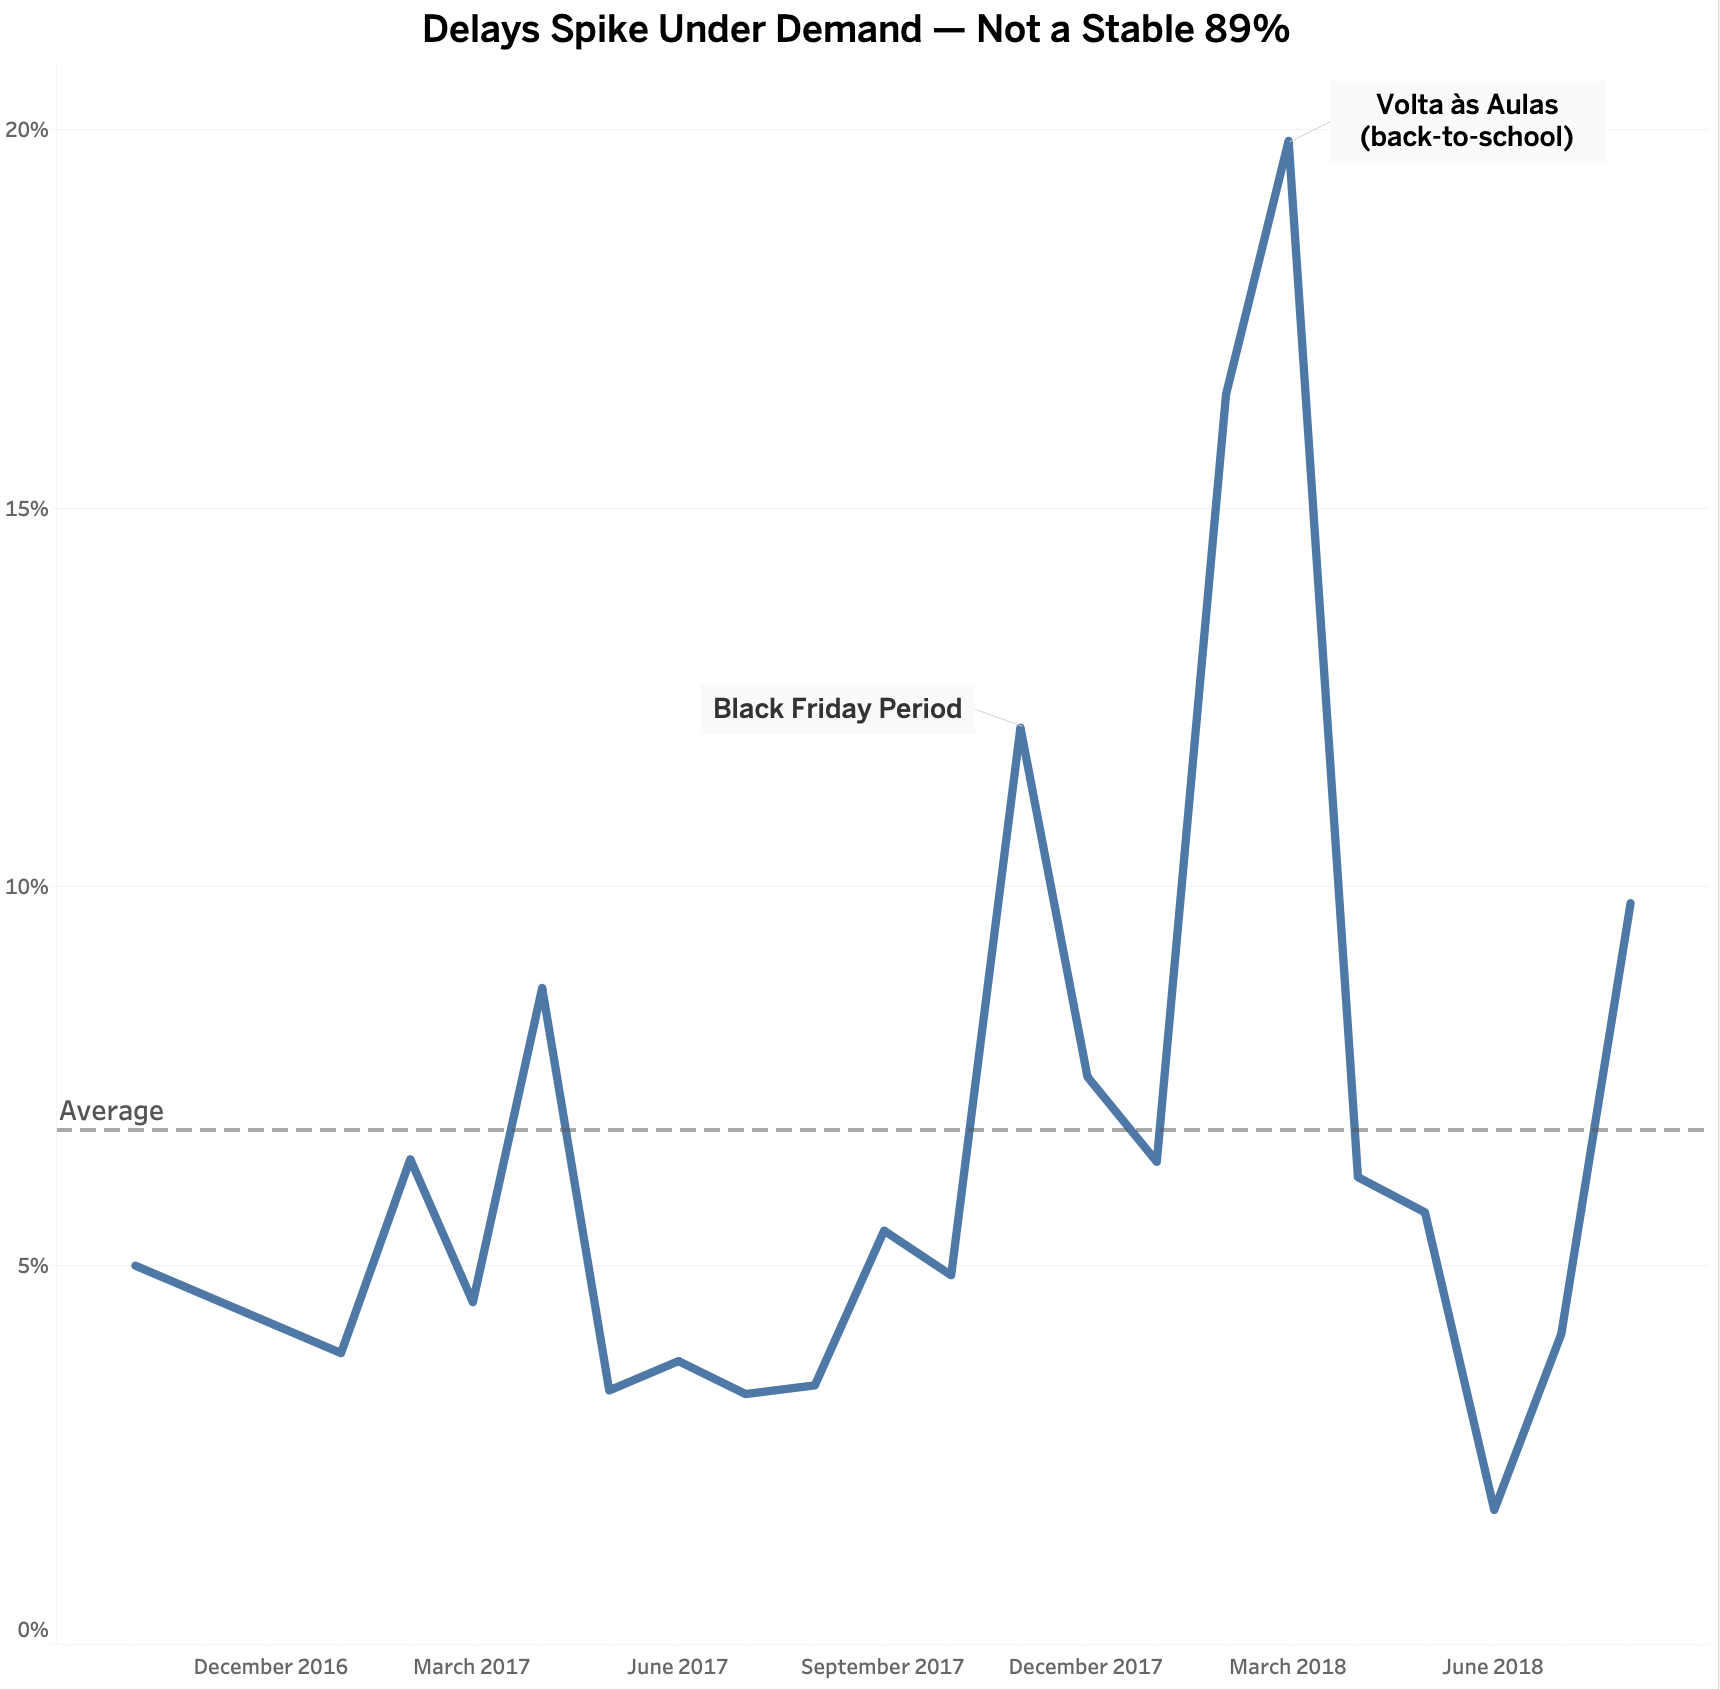 Delays Spike Under Demand — Not a Stable 89%
Volta às Aulas
(back-to-school)
20%
15%
Black Friday Period
10%
Average
5%
0%
December 2016
March 2017
June 2017
September 2017
December 2017
March 2018
June 2018